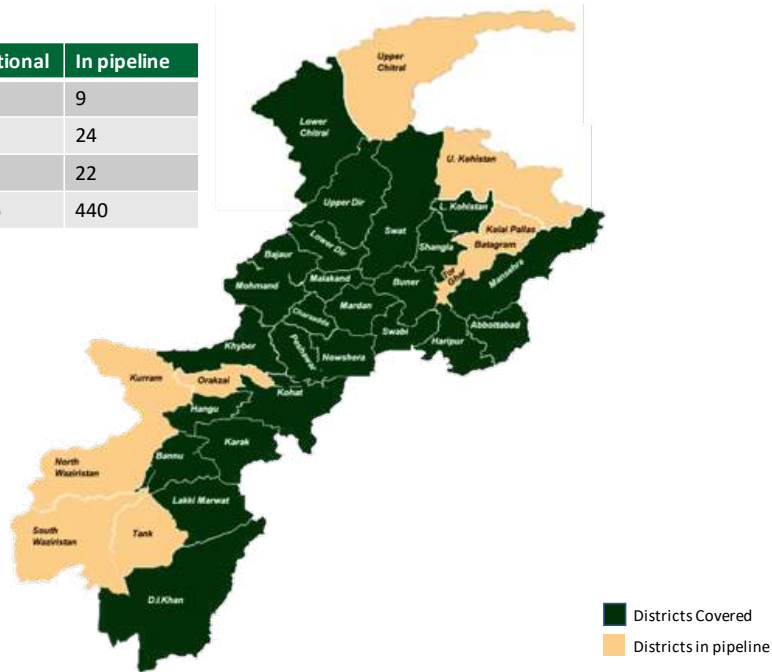 tional In pipeline
9
24
22
440
Upper
Chitral
Lower
Chitral
U. Kohistan
Upper Dir
L. Kohistan
Swat
Kolai Pallas
Lower Dir
Shangla
Batagram
Bajaur
Tor
Ghar
Mansehra
Malakand
Buner
Mohmand
Mardan
Charsadda
Abbottabad
Swabi
Khyber
Peshawar
Nowshera
Haripur
Kurram
Orakzai
Kohat
Hangu
Karak
Bannu
North
Waziristan
Lakki Marwat
South
Waziristan
Tank
D.I.Khan
Districts Covered
Districts in pipeline